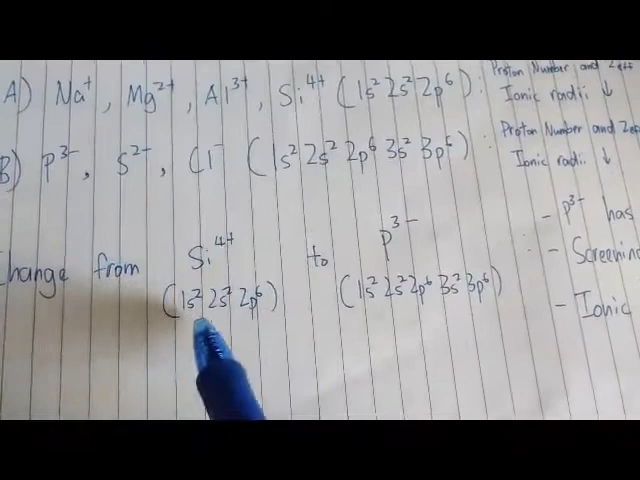 A) Na⁺, Mg²⁺, Al³⁺, Si⁴⁺ (1s² 2s² 2p⁶) : Proton Number and Zeff
Ionic radii ↓
B) P³⁻, S²⁻, Cl⁻ (1s² 2s² 2p⁶ 3s² 3p⁶) : Proton Number and Zeff
Ionic radii ↓
Change from Si⁴⁺ to P³⁻
(1s² 2s² 2p⁶) (1s² 2s² 2p⁶ 3s² 3p⁶)
- P³⁻ has
- Screenin
- Ionic